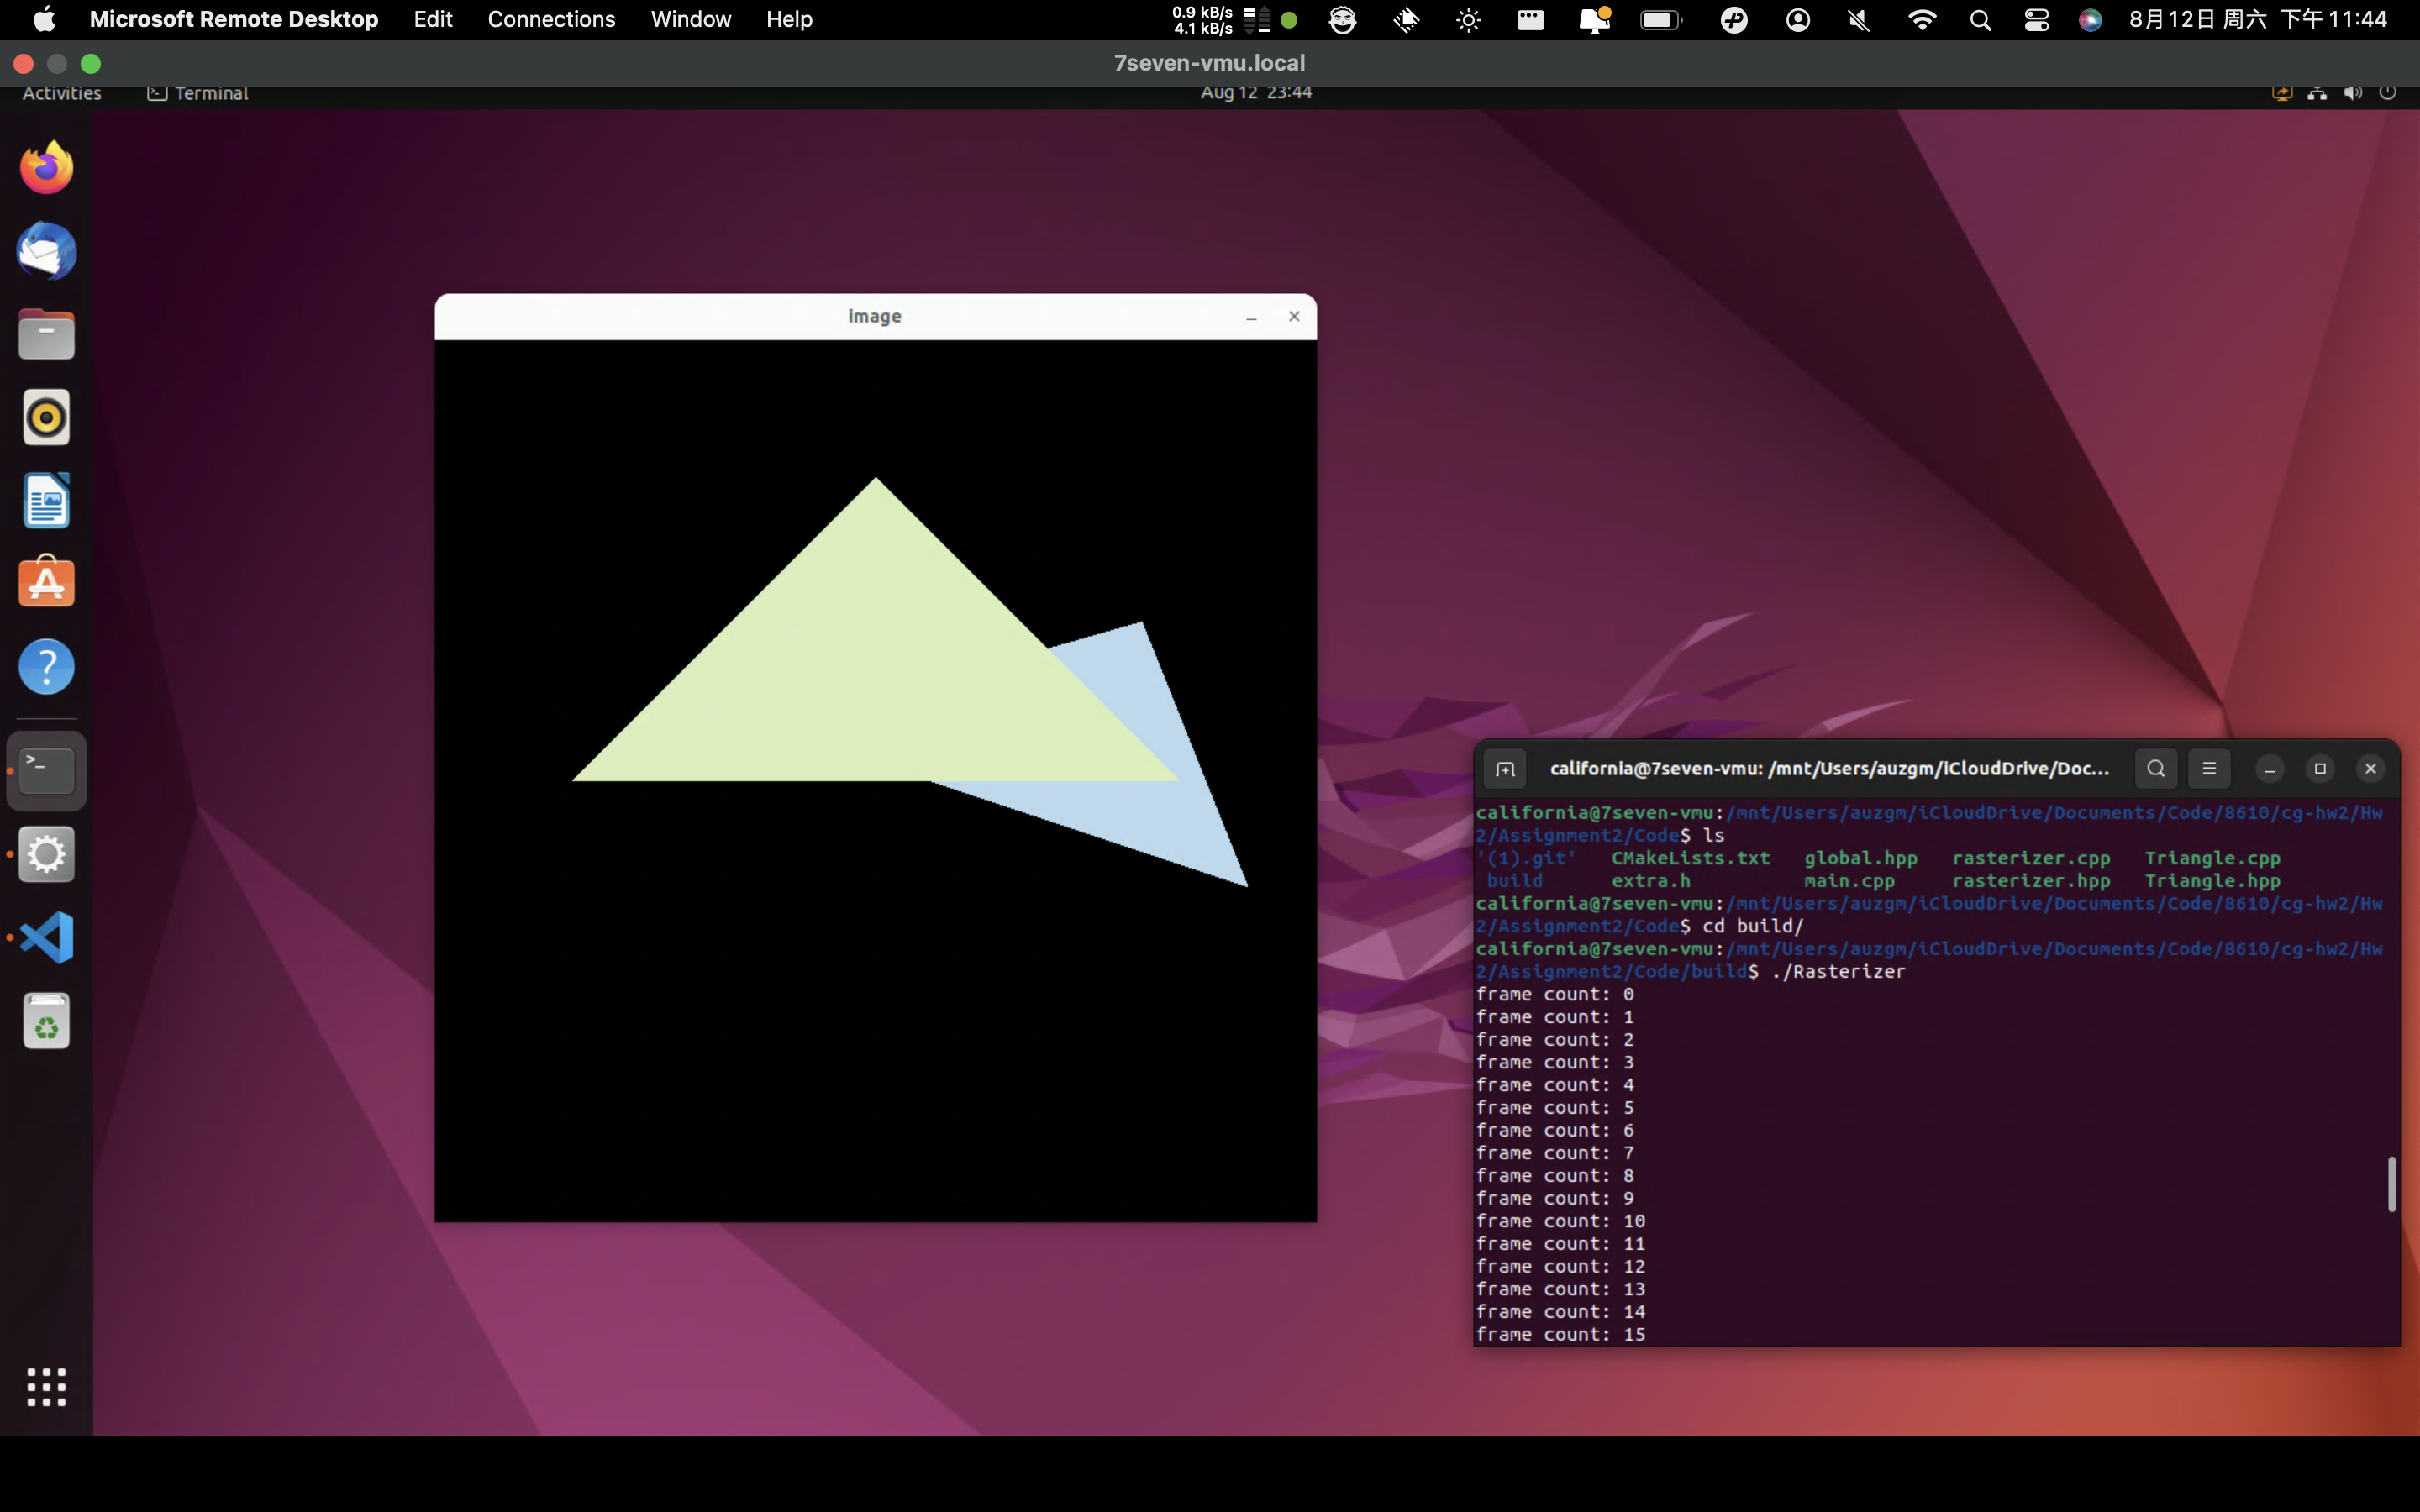 Microsoft Remote Desktop Edit Connections Window Help 0.9 kB/s 8月12日 周六 下午 11:44
4.1 kB/s
7seven-vmu.local
Activities Terminal Aug 12 23:44
image
california@7seven-vmu: /mnt/Users/auzgm/iCloudDrive/Doc...
california@7seven-vmu:/mnt/Users/auzgm/iCloudDrive/Documents/Code/8610/cg-hw2/Hw
2/Assignment2/Code$ ls
'(1).git' CMakeLists.txt global.hpp rasterizer.cpp Triangle.cpp
build extra.h main.cpp rasterizer.hpp Triangle.hpp
california@7seven-vmu:/mnt/Users/auzgm/iCloudDrive/Documents/Code/8610/cg-hw2/Hw
2/Assignment2/Code$ cd build/
california@7seven-vmu:/mnt/Users/auzgm/iCloudDrive/Documents/Code/8610/cg-hw2/Hw
2/Assignment2/Code/build$ ./Rasterizer
frame count: 0
frame count: 1
frame count: 2
frame count: 3
frame count: 4
frame count: 5
frame count: 6
frame count: 7
frame count: 8
frame count: 9
frame count: 10
frame count: 11
frame count: 12
frame count: 13
frame count: 14
frame count: 15